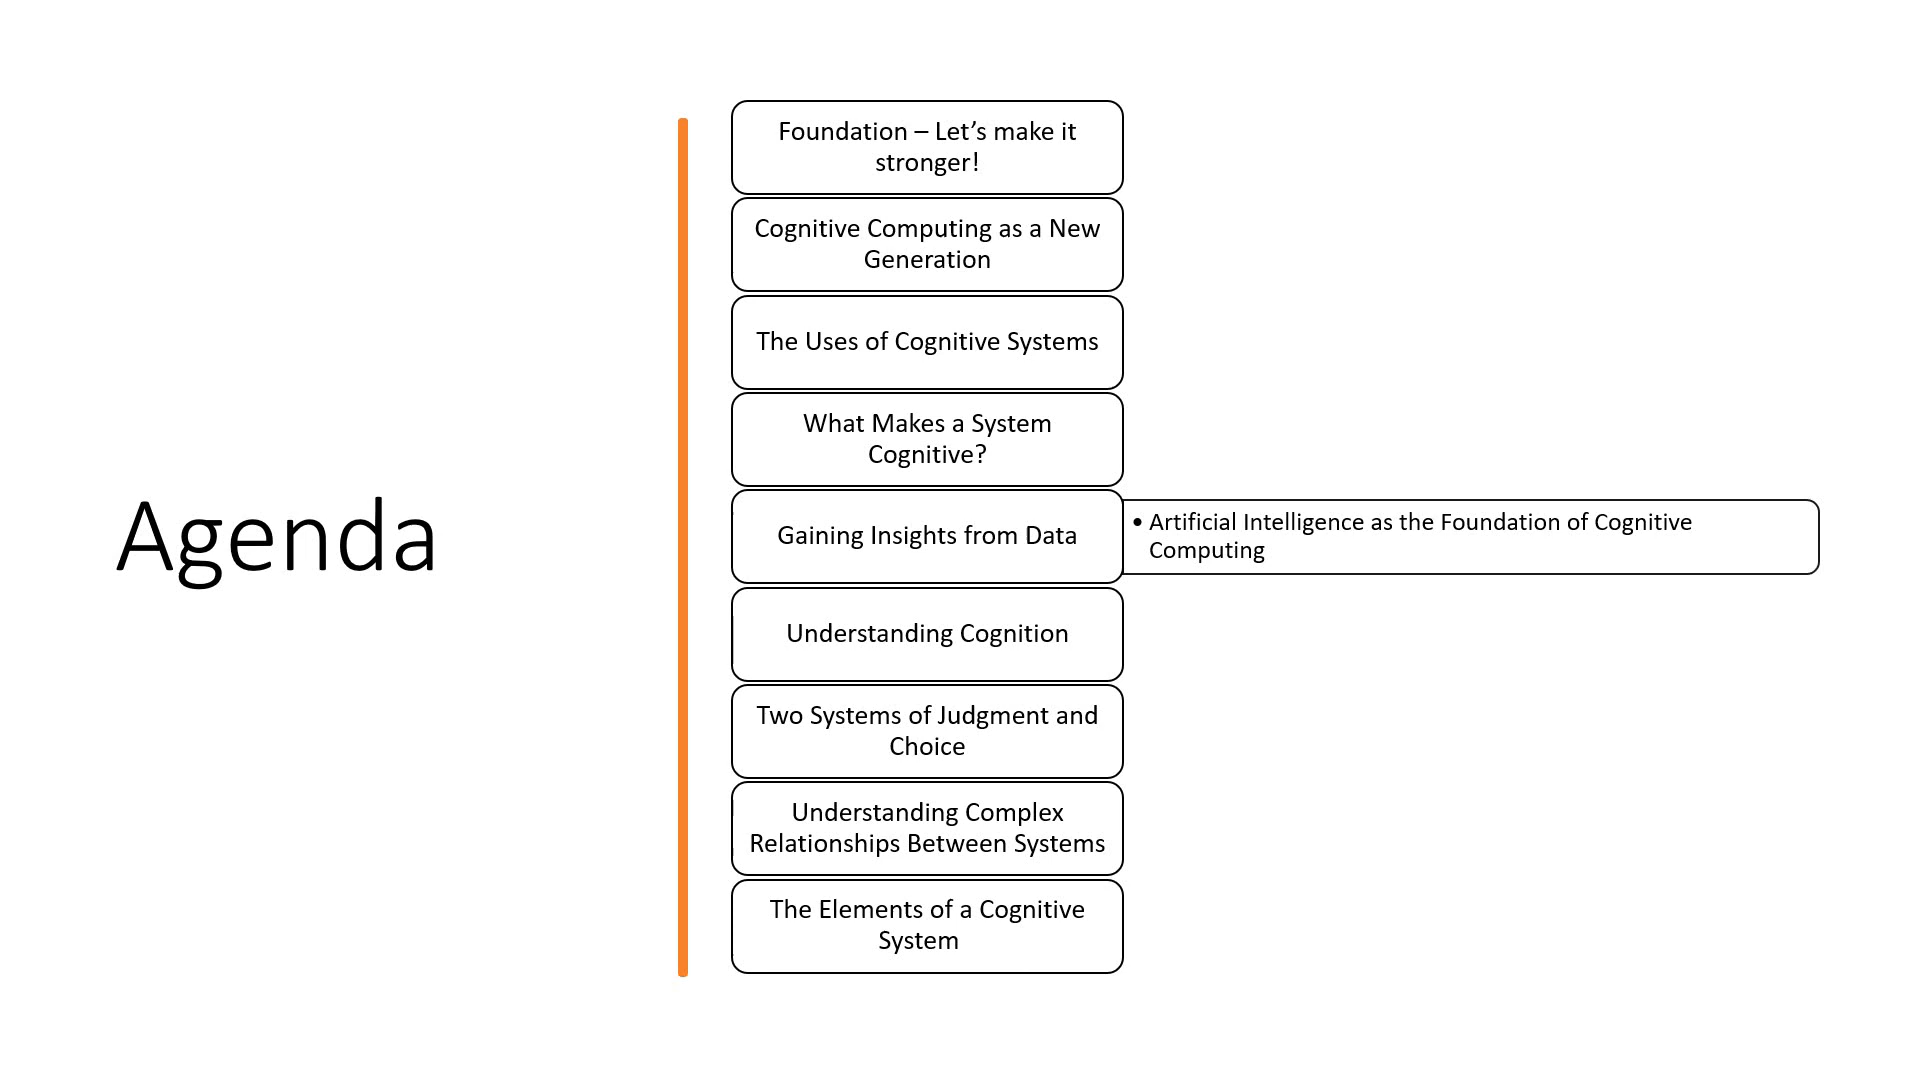 Agenda
Foundation – Let’s make it
stronger!
Cognitive Computing as a New
Generation
The Uses of Cognitive Systems
What Makes a System
Cognitive?
Gaining Insights from Data
• Artificial Intelligence as the Foundation of Cognitive
Computing
Understanding Cognition
Two Systems of Judgment and
Choice
Understanding Complex
Relationships Between Systems
The Elements of a Cognitive
System